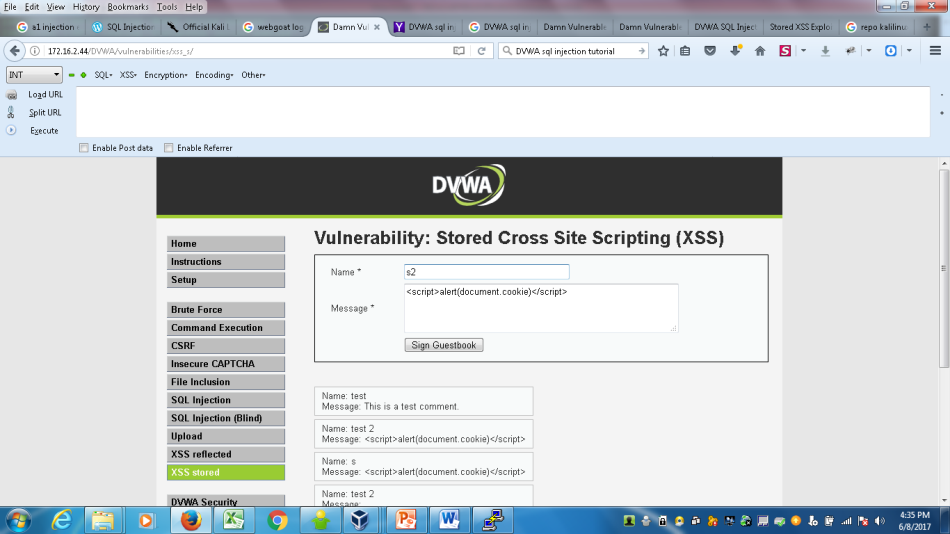 File Edit View History Bookmarks Tools Help
a1 injection SQL Injection Official Kali webgoat log Damn Vul DVWA sql inj DVWA sql inj Damn Vulnerable Damn Vulnerable DVWA SQL Inject Stored XSS Explo repo kalilinu
172.16.2.44/DVWA/vulnerabilities/xss_s/ DVWA sql injection tutorial
INT SQL XSS Encryption Encoding Other
Load URL
Split URL
Execute
Enable Post data Enable Referrer
DVWA
Vulnerability: Stored Cross Site Scripting (XSS)
Home
Instructions
Setup
Brute Force
Command Execution
CSRF
Insecure CAPTCHA
File Inclusion
SQL Injection
SQL Injection (Blind)
Upload
XSS reflected
XSS stored
DVWA Security
Name * s2
Message * <script>alert(document.cookie)</script>
Sign Guestbook
Name: test
Message: This is a test comment.
Name: test 2
Message: <script>alert(document.cookie)</script>
Name: s
Message: <script>alert(document.cookie)</script>
Name: test 2
Message:
4:35 PM
6/8/2017